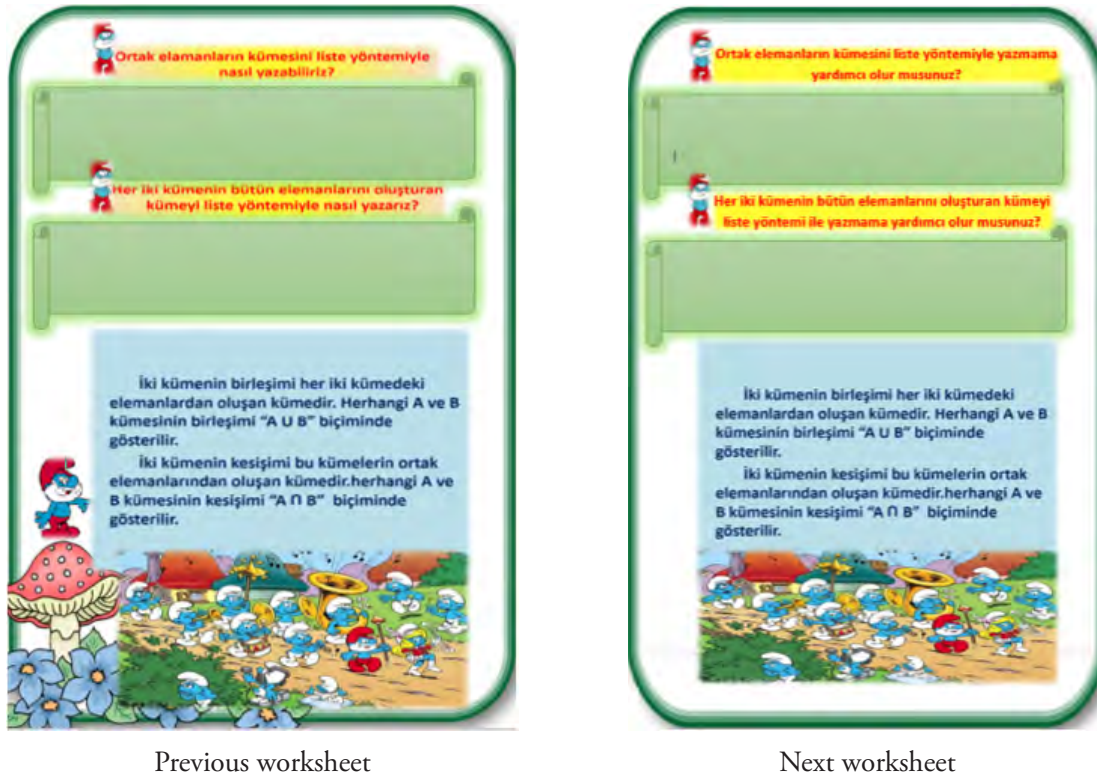 Ortak elamanların kümesini liste yöntemiyle
nasıl yazabiliriz?
Her iki kümenin bütün elemanlarını oluşturan
kümeyi liste yöntemiyle nasıl yazarız?
İki kümenin birleşimi her iki kümedeki
elemanlardan oluşan kümedir. Herhangi A ve B
kümesinin birleşimi “A U B” biçiminde
gösterilir.
İki kümenin kesişimi bu kümelerin ortak
elemanlarından oluşan kümedir.herhangi A ve
B kümesinin kesişimi “A ∩ B” biçiminde
gösterilir.
Previous worksheet
Ortak elemanların kümesini liste yöntemiyle yazmama
yardımcı olur musunuz?
Her iki kümenin bütün elemanlarını oluşturan kümeyi
liste yöntemi ile yazmama yardımcı olur musunuz?
İki kümenin birleşimi her iki kümedeki
elemanlardan oluşan kümedir. Herhangi A ve B
kümesinin birleşimi “A U B” biçiminde
gösterilir.
İki kümenin kesişimi bu kümelerin ortak
elemanlarından oluşan kümedir.herhangi A ve
B kümesinin kesişimi “A ∩ B” biçiminde
gösterilir.
Next worksheet